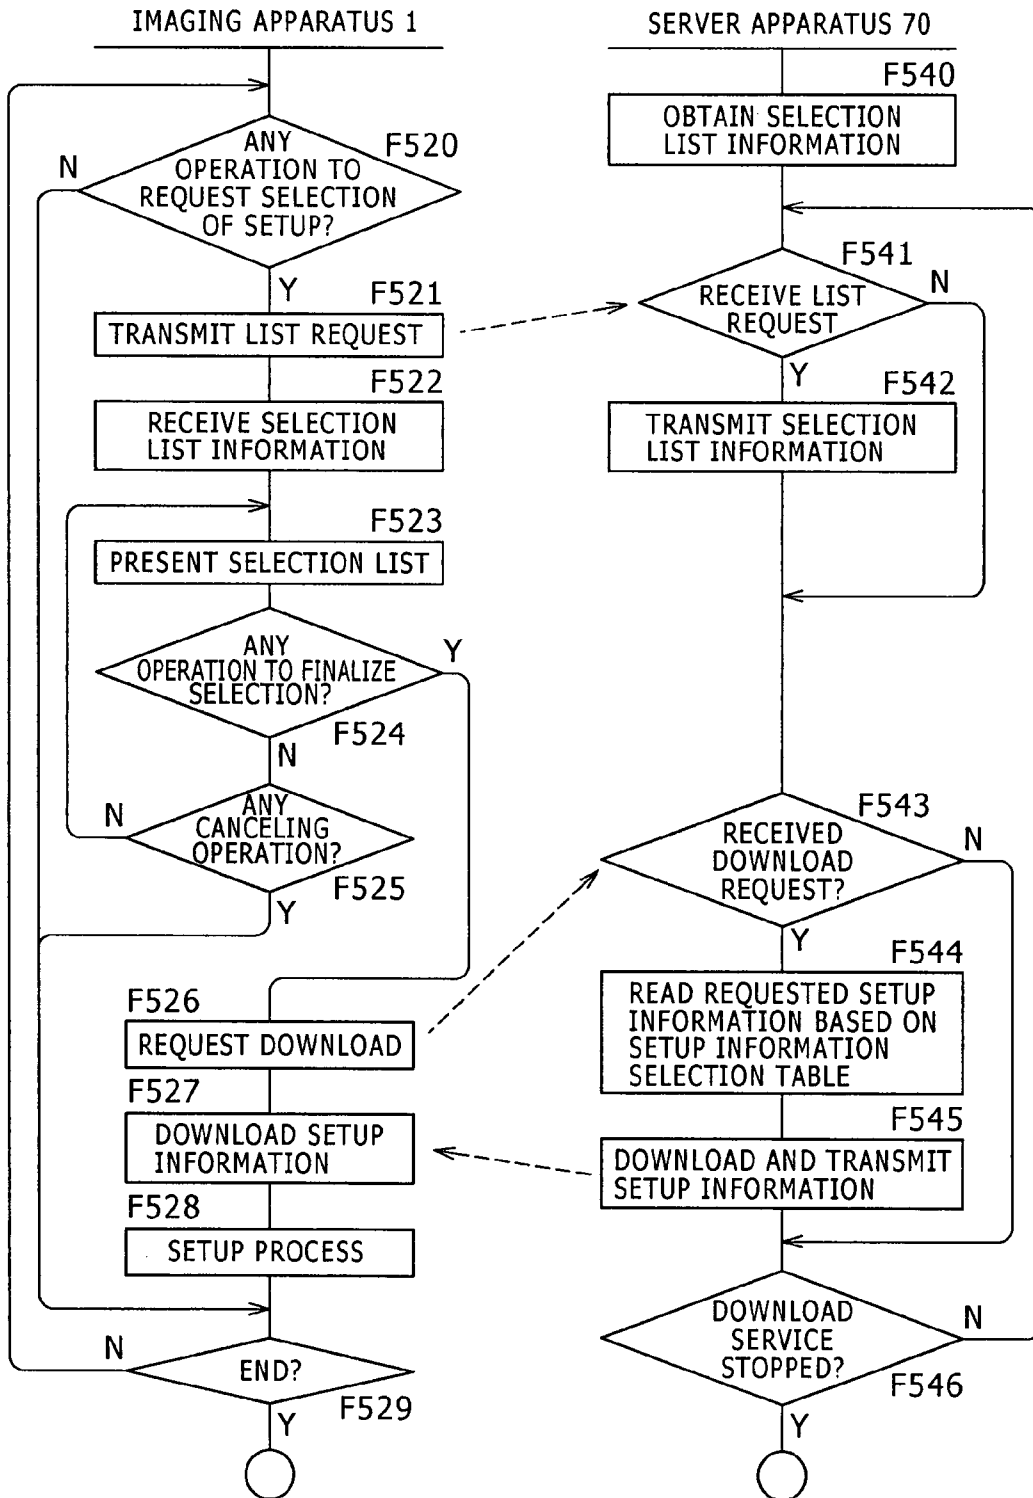 IMAGING APPARATUS 1
F520
ANY
OPERATION TO
REQUEST SELECTION
OF SETUP?
N
Y
F521
TRANSMIT LIST REQUEST
F522
RECEIVE SELECTION
LIST INFORMATION
F523
PRESENT SELECTION LIST
ANY
OPERATION TO FINALIZE
SELECTION?
Y
F524
N
ANY
CANCELING
OPERATION?
N
F525
Y
F526
REQUEST DOWNLOAD
F527
DOWNLOAD SETUP
INFORMATION
F528
SETUP PROCESS
N
END?
F529
Y
SERVER APPARATUS 70
F540
OBTAIN SELECTION
LIST INFORMATION
F541
RECEIVE LIST
REQUEST
N
Y
F542
TRANSMIT SELECTION
LIST INFORMATION
F543
RECEIVED
DOWNLOAD
REQUEST?
N
Y
F544
READ REQUESTED SETUP
INFORMATION BASED ON
SETUP INFORMATION
SELECTION TABLE
F545
DOWNLOAD AND TRANSMIT
SETUP INFORMATION
DOWNLOAD
SERVICE
STOPPED?
N
F546
Y